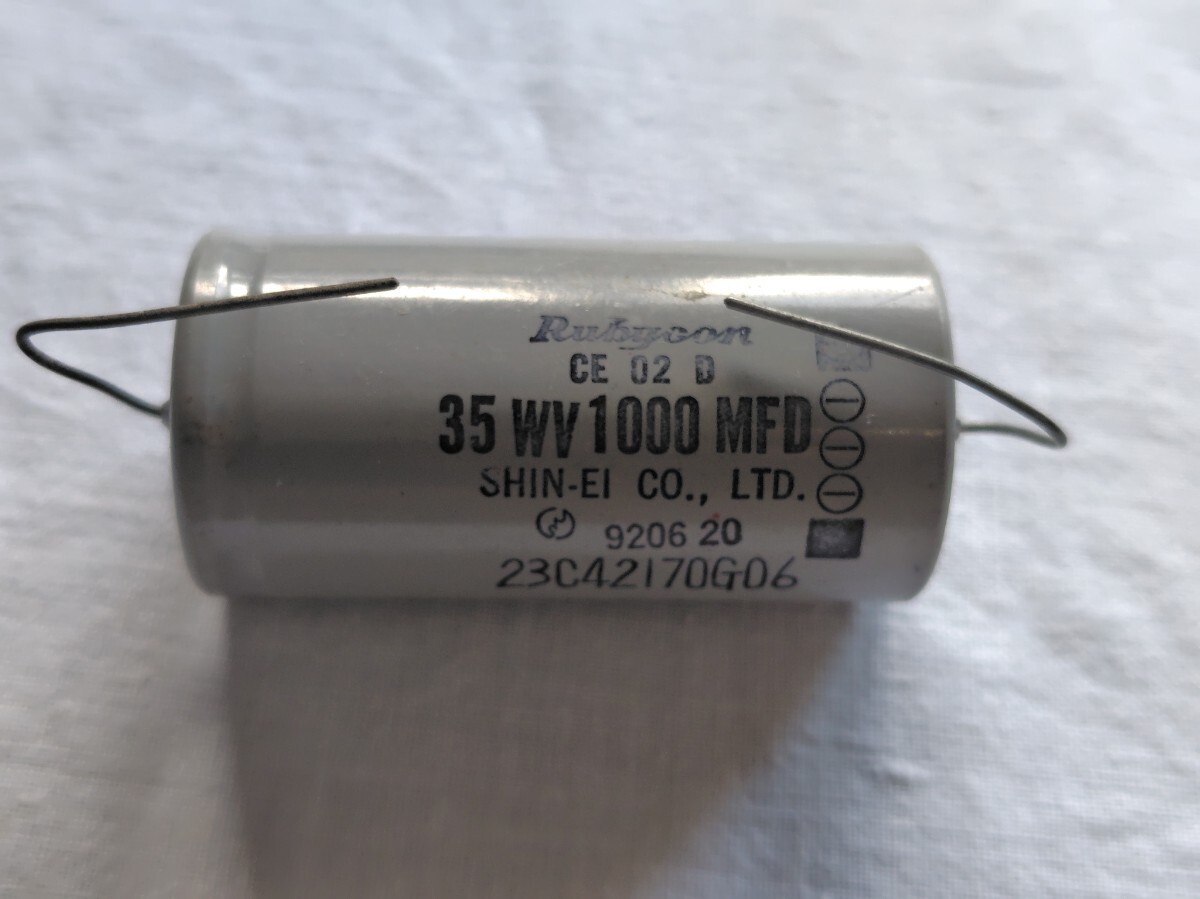 Rubycon
CE 02 D
35 WV 1000 MFD
SHIN-EI CO., LTD.
9206 20
23C42170G06